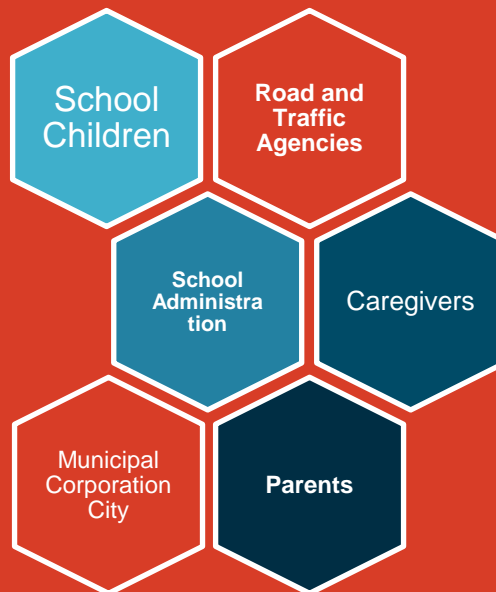 School
Children
Road and
Traffic
Agencies
School
Administra
tion
Caregivers
Municipal
Corporation
City
Parents